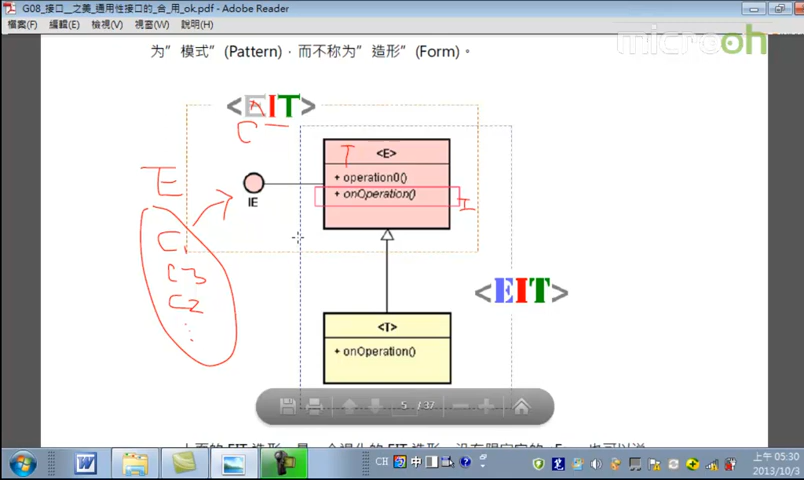 G08_接口__之美_通用性接口的_合_用_ok.pdf - Adobe Reader
檔案(F) 編輯(E) 檢視(V) 視窗(W) 說明(H)
microoh
为”模式”(Pattern)，而不称为”造形”(Form)。
<EIT>
C
T <E>
E
+ operation0()
IE
+ onOperation()
I
C1
C3
C2
<EIT>
<T>
+ onOperation()
5 / 37
CH
上午 05:30
2013/10/3